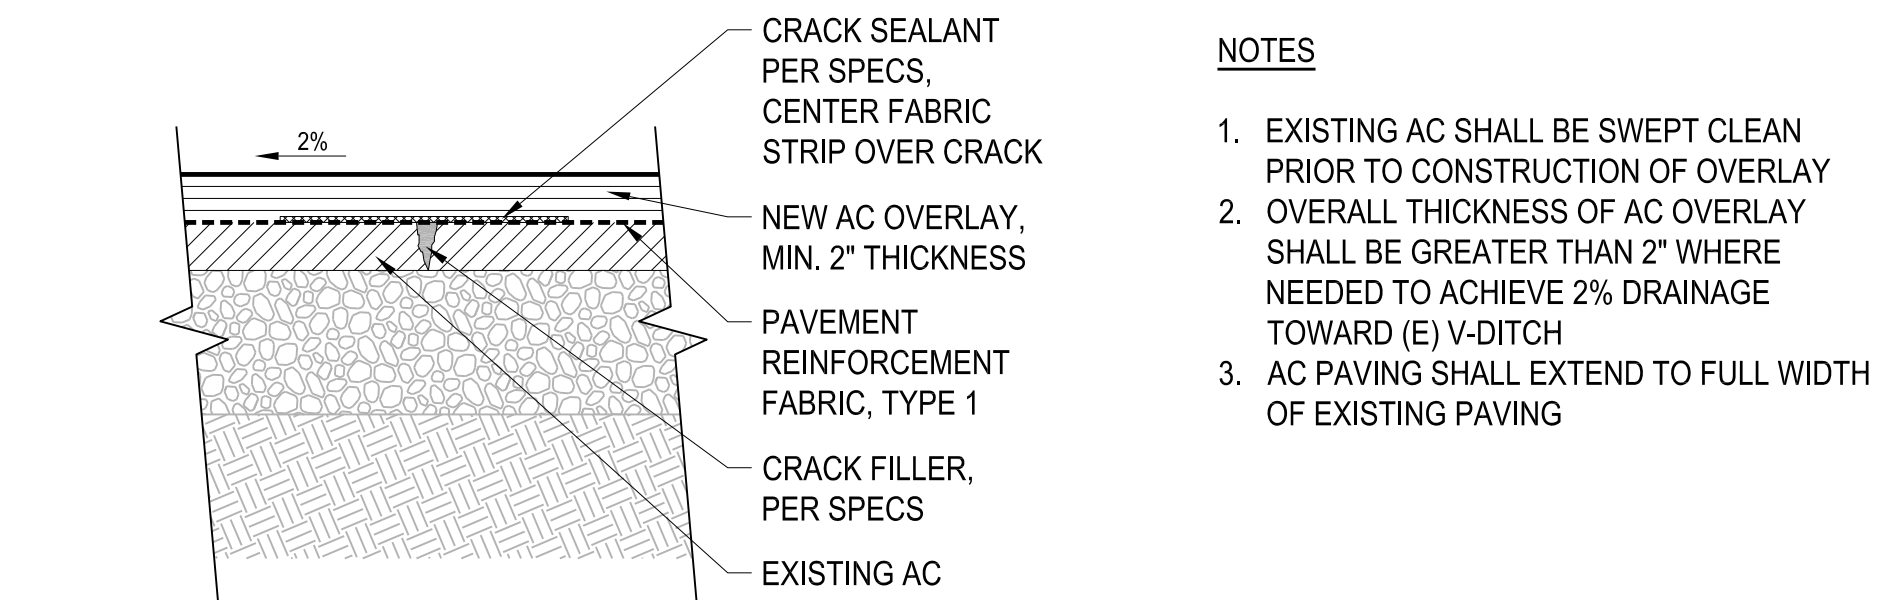 2%
CRACK SEALANT
PER SPECS,
CENTER FABRIC
STRIP OVER CRACK
NEW AC OVERLAY,
MIN. 2" THICKNESS
PAVEMENT
REINFORCEMENT
FABRIC, TYPE 1
CRACK FILLER,
PER SPECS
EXISTING AC
NOTES
1. EXISTING AC SHALL BE SWEPT CLEAN
PRIOR TO CONSTRUCTION OF OVERLAY
2. OVERALL THICKNESS OF AC OVERLAY
SHALL BE GREATER THAN 2" WHERE
NEEDED TO ACHIEVE 2% DRAINAGE
TOWARD (E) V-DITCH
3. AC PAVING SHALL EXTEND TO FULL WIDTH
OF EXISTING PAVING